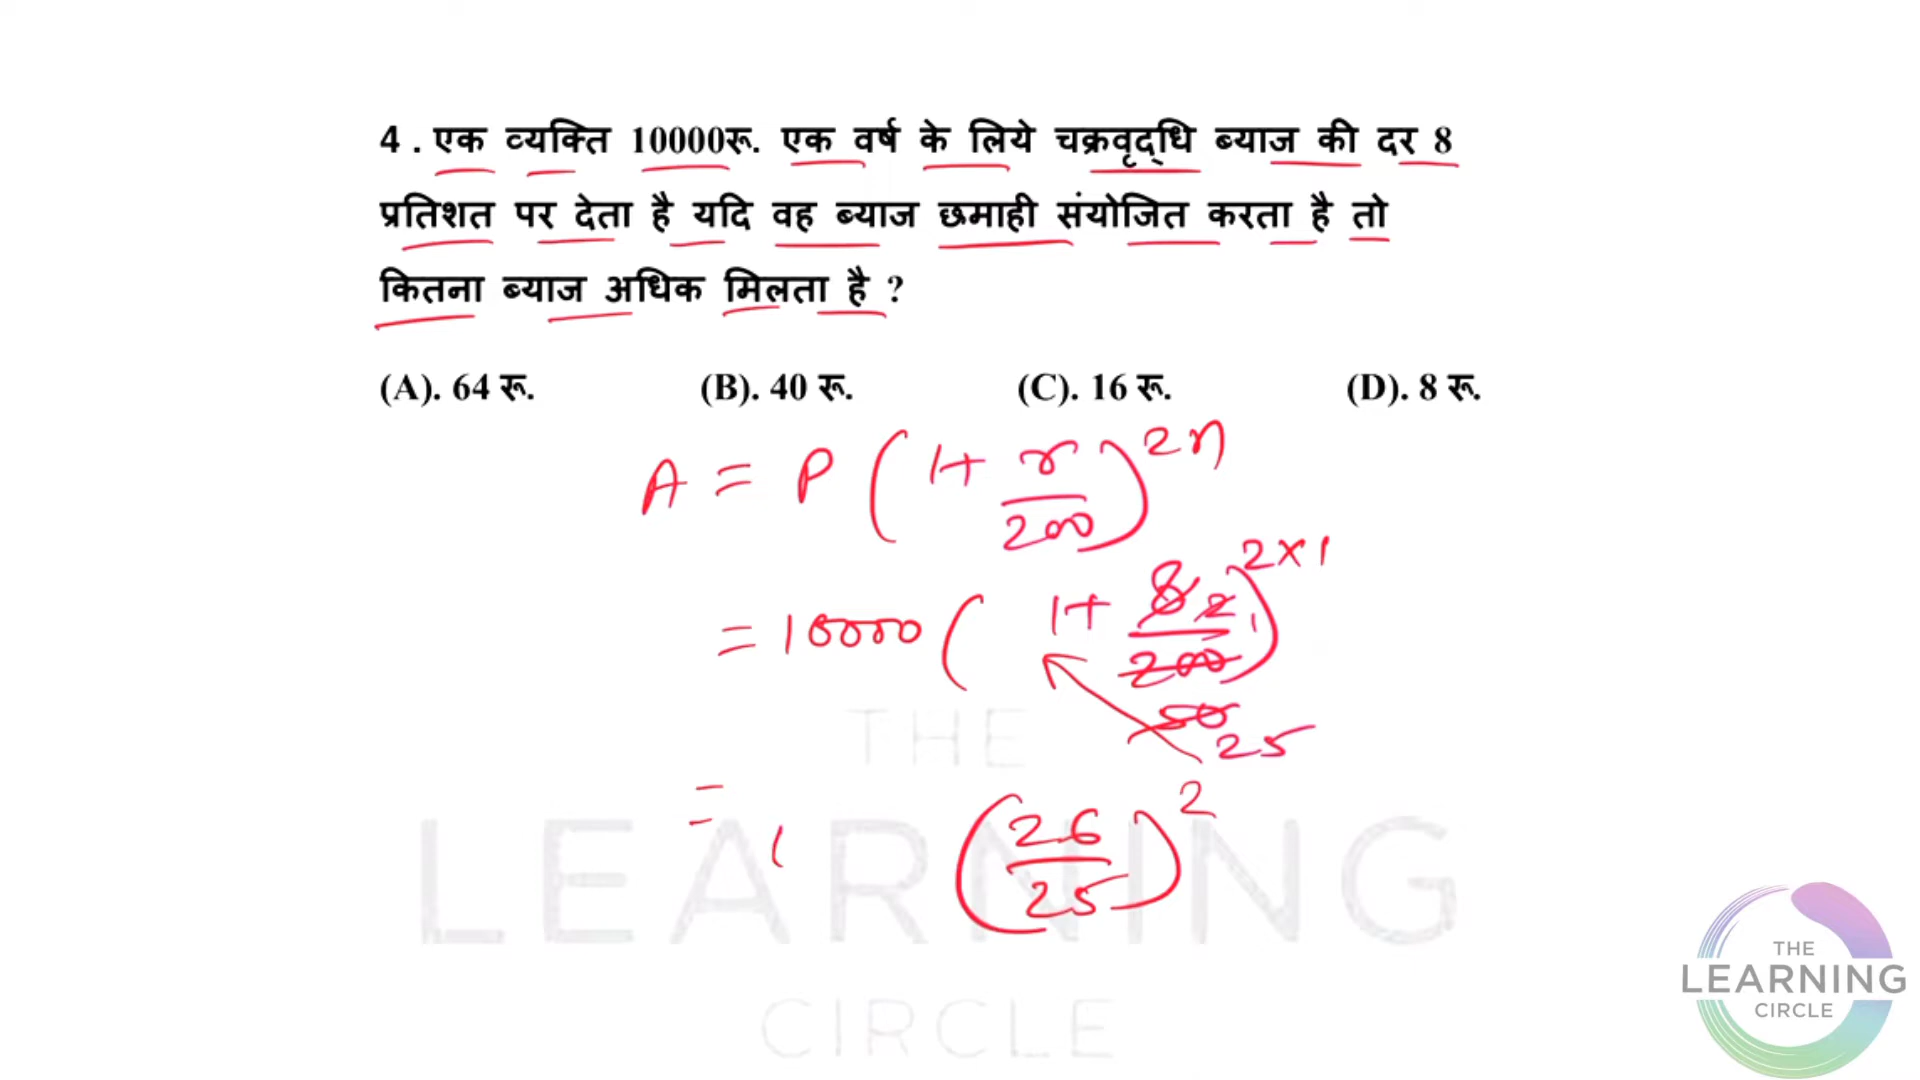 4 . एक व्यक्ति 10000रू. एक वर्ष के लिये चक्रवृद्धि ब्याज की दर 8
प्रतिशत पर देता है यदि वह ब्याज छमाही संयोजित करता है तो
कितना ब्याज अधिक मिलता है ?
(A). 64 रू. (B). 40 रू. (C). 16 रू. (D). 8 रू.
A = P ( 1 + r/200 )^2n
= 10000 ( 1 + 8/200 )^2×1
2
50
25
= ( 26/25 )^2
THE
LEARNING
CIRCLE
THE
LEARNING
CIRCLE